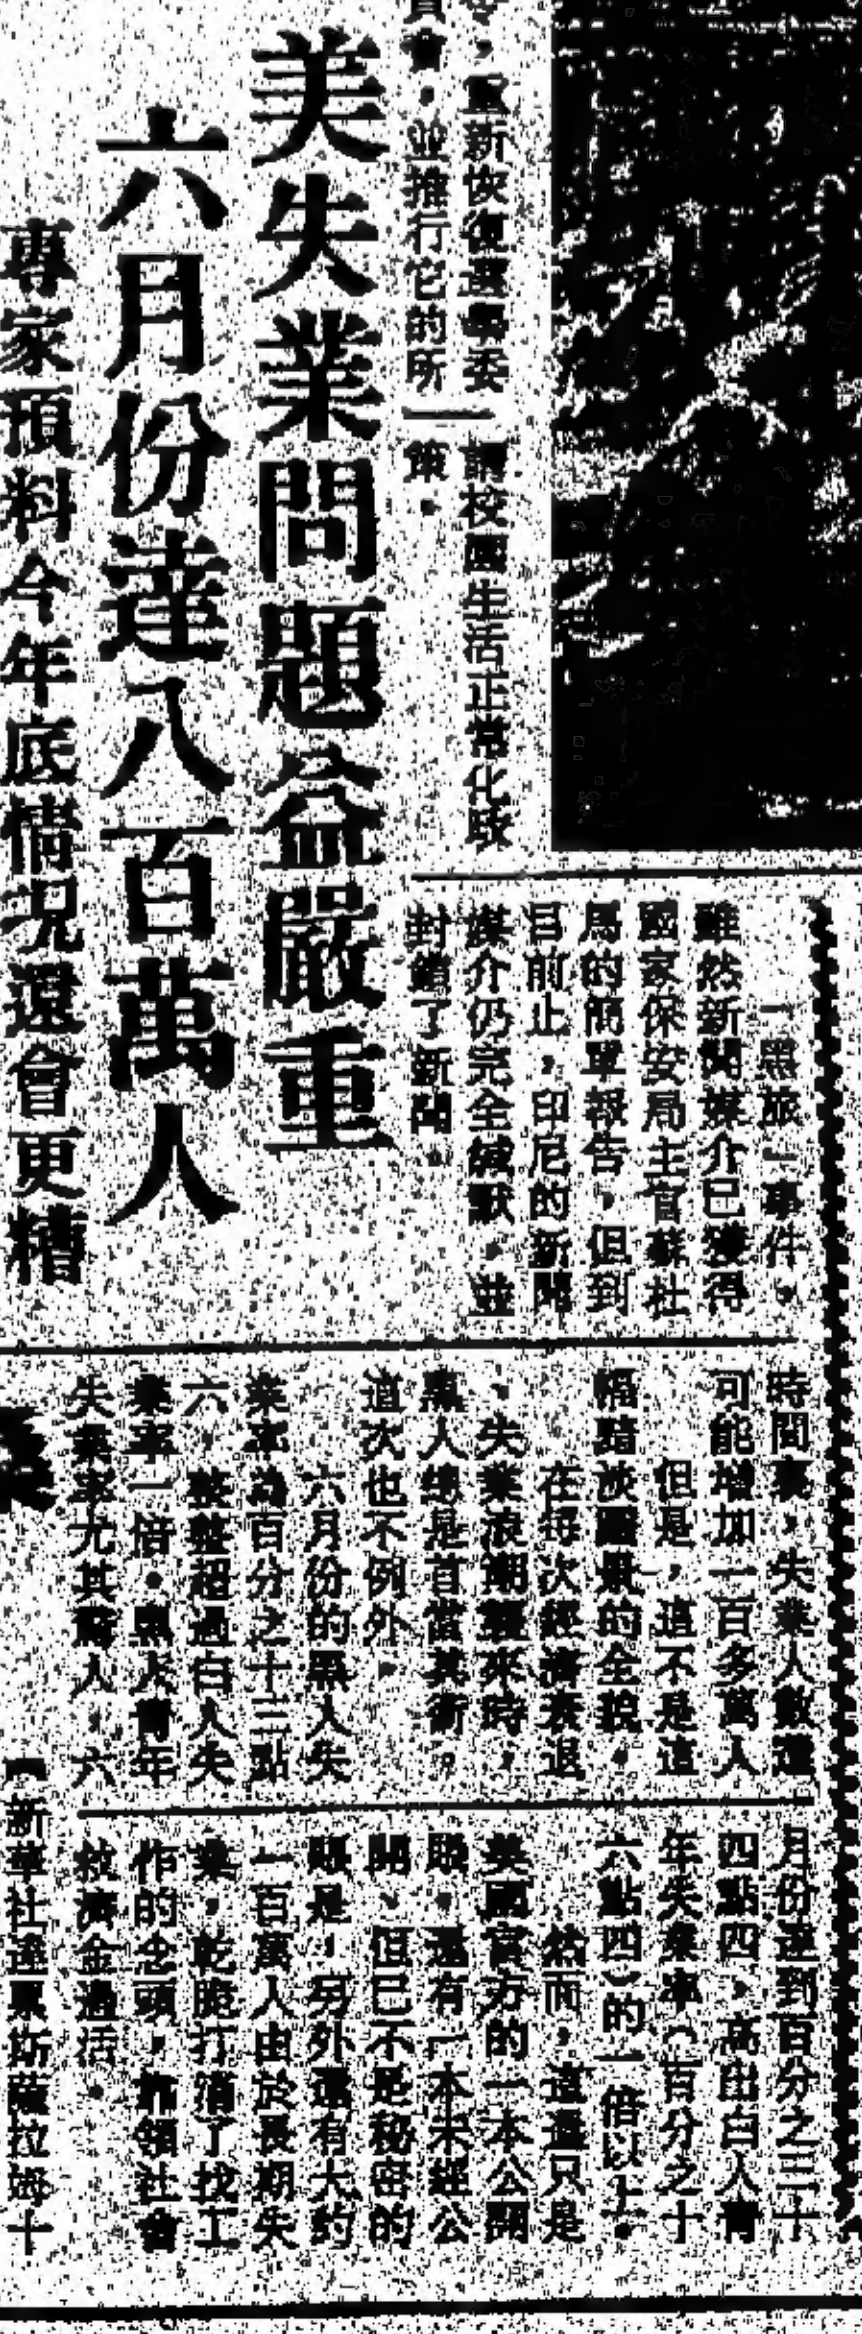 重新恢復選舉委
員會，並推行它的所
請校園生活正常化政
策。
「黑旅」事件。
雖然新聞媒介已獲得
國家保安局主官蘇杜
馬的簡單報告，但到
目前止，印尼的新聞
媒介仍完全緘默，並
封鎖了新聞。
美失業問題益嚴重
六月份達八百萬人
專家預料今年底情況還會更糟
時間裏，失業人數還
可能增加一百多萬人
但是，這不是這
幅黯淡圖景的全貌。
在每次經濟衰退
、失業浪潮襲來時，
黑人總是首當其衝。
這次也不例外。
六月份的黑人失
業率為百分之十三點
六，整整超過白人失
業率一倍。黑人青年
失業率尤其驚人，六
月份達到百分之三十
四點四，高出白人青
年失業率（百分之十
六點四）的一倍以上。
然而，這還只是
美國官方的一本公開
賬，還有一本未經公
開、但已不是秘密的
賬是：另外還有大約
一百萬人由於長期失
業，乾脆打消了找工
作的念頭，靠領社會
救濟金過活。
【新華社達累斯薩拉姆十